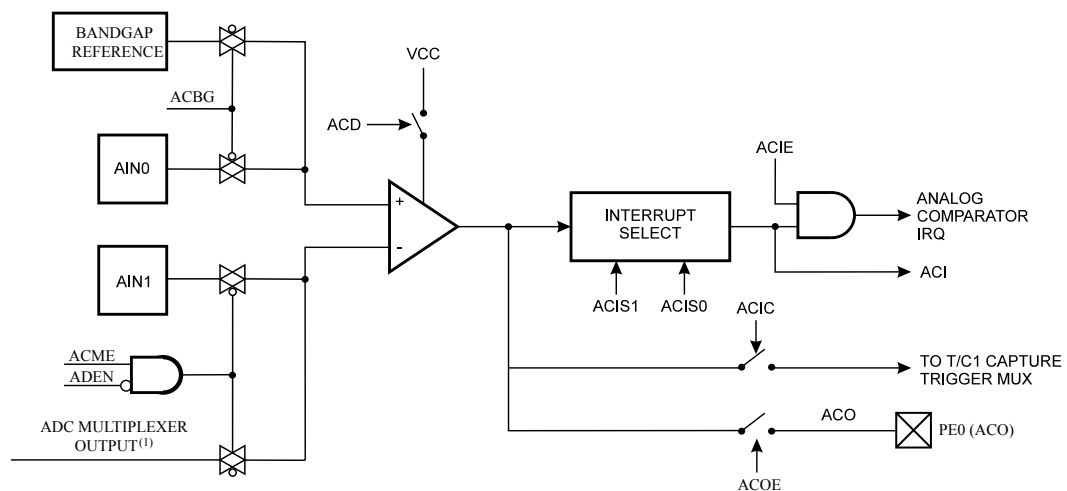 BANDGAP
REFERENCE
ACBG
AIN0
AIN1
ACME
ADEN
ADC MULTIPLEXER
OUTPUT(1)
VCC
ACD
+
-
INTERRUPT
SELECT
ACIS1
ACIS0
ACIE
ANALOG
COMPARATOR
IRQ
ACI
ACIC
TO T/C1 CAPTURE
TRIGGER MUX
ACO
PE0 (ACO)
ACOE